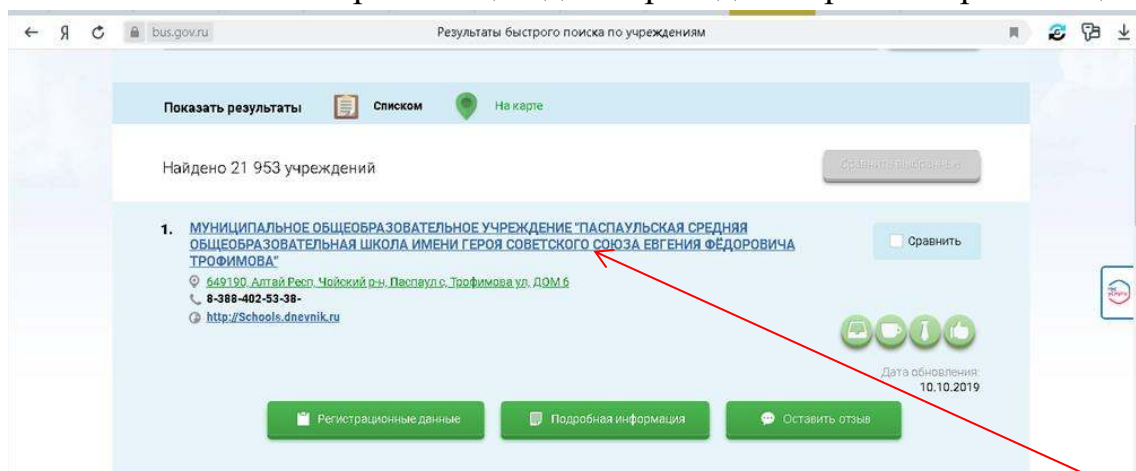 Я bus.gov.ru Результаты быстрого поиска по учреждениям
Показать результаты Списком На карте
Найдено 21 953 учреждений
Сравнить выбранные
1. МУНИЦИПАЛЬНОЕ ОБЩЕОБРАЗОВАТЕЛЬНОЕ УЧРЕЖДЕНИЕ "ПАСПАУЛЬСКАЯ СРЕДНЯЯ
ОБЩЕОБРАЗОВАТЕЛЬНАЯ ШКОЛА ИМЕНИ ГЕРОЯ СОВЕТСКОГО СОЮЗА ЕВГЕНИЯ ФЁДОРОВИЧА
ТРОФИМОВА"
Сравнить
649190, Алтай Респ, Чойский р-н, Паспаул с, Трофимова ул, ДОМ 6
8-388-402-53-38-
http://Schools.dnevnik.ru
Дата обновления:
10.10.2019
Регистрационные данные Подробная информация Оставить отзыв